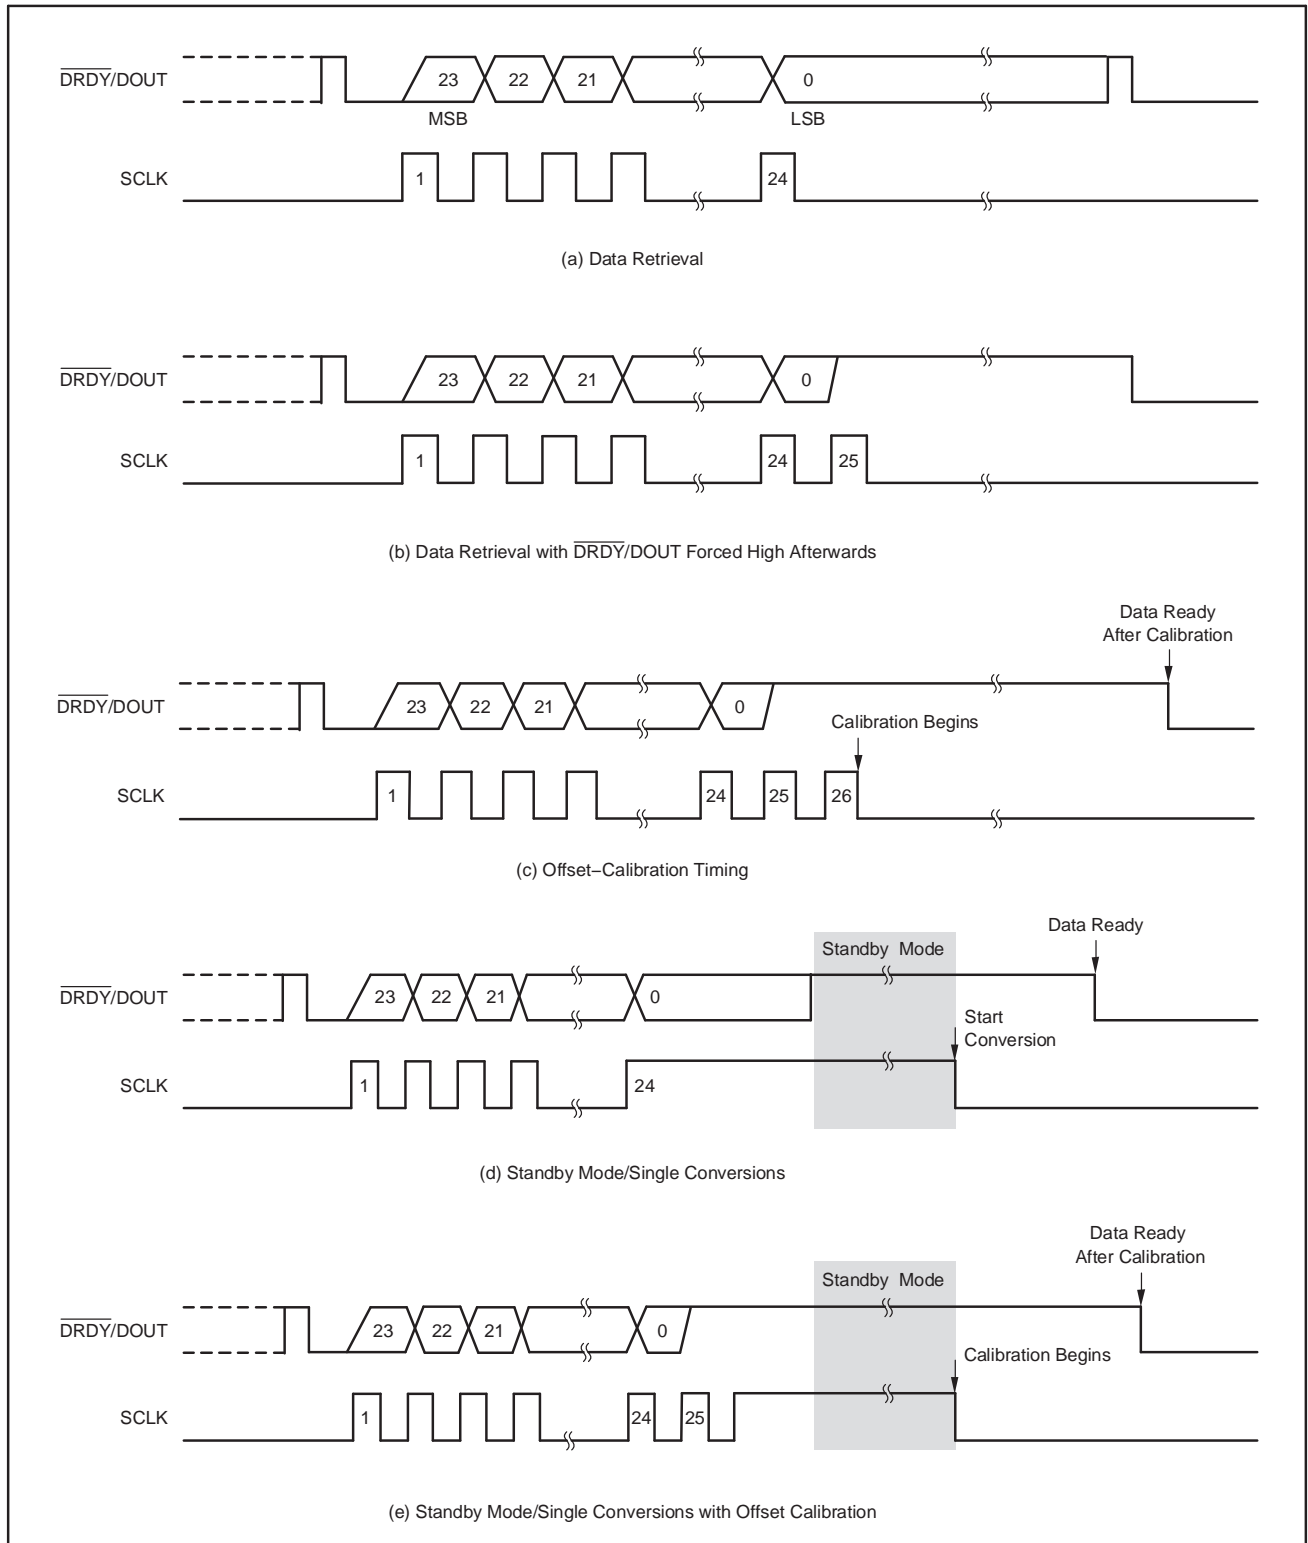 DRDY/DOUT
23 22 21 0
MSB LSB
SCLK
1 24
(a) Data Retrieval
DRDY/DOUT
23 22 21 0
SCLK
1 24 25
(b) Data Retrieval with DRDY/DOUT Forced High Afterwards
Data Ready
After Calibration
DRDY/DOUT
23 22 21 0
Calibration Begins
SCLK
1 24 25 26
(c) Offset−Calibration Timing
Data Ready
Standby Mode
DRDY/DOUT
23 22 21 0
Start
Conversion
SCLK
1 24
(d) Standby Mode/Single Conversions
Data Ready
After Calibration
Standby Mode
DRDY/DOUT
23 22 21 0
Calibration Begins
SCLK
1 24 25
(e) Standby Mode/Single Conversions with Offset Calibration